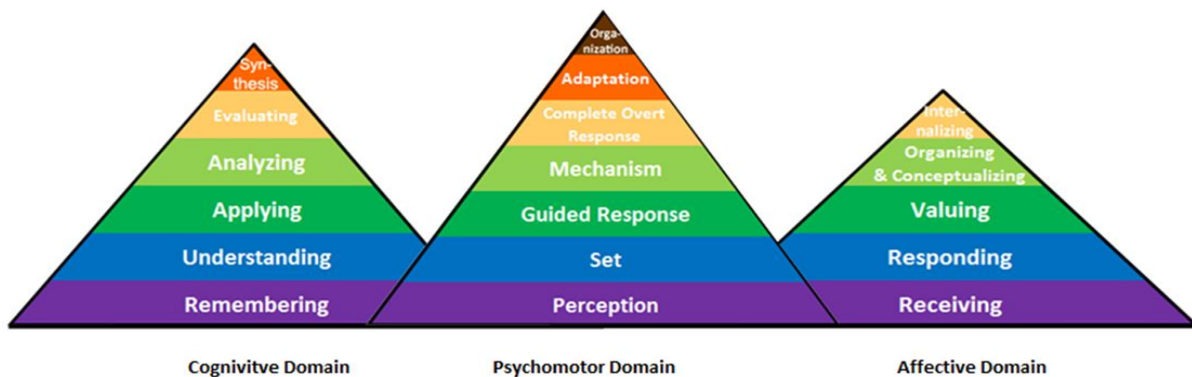 Syn-
thesis
Evaluating
Analyzing
Applying
Understanding
Remembering
Cognivitve Domain
Orga-
nization
Adaptation
Complete Overt
Response
Mechanism
Guided Response
Set
Perception
Psychomotor Domain
Inter-
nalizing
Organizing
& Conceptualizing
Valuing
Responding
Receiving
Affective Domain